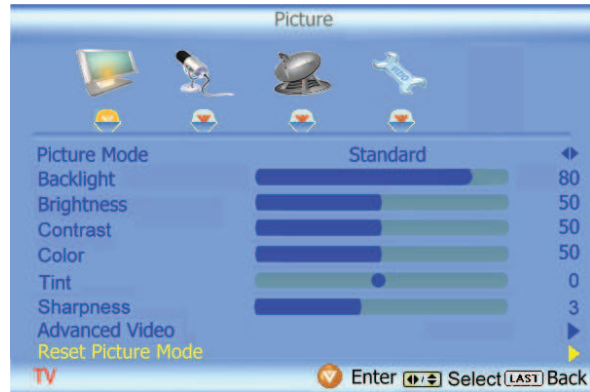 Picture
Picture Mode Standard
Backlight 80
Brightness 50
Contrast 50
Color 50
Tint 0
Sharpness 3
Advanced Video
Reset Picture Mode
TV Enter Select LAST Back